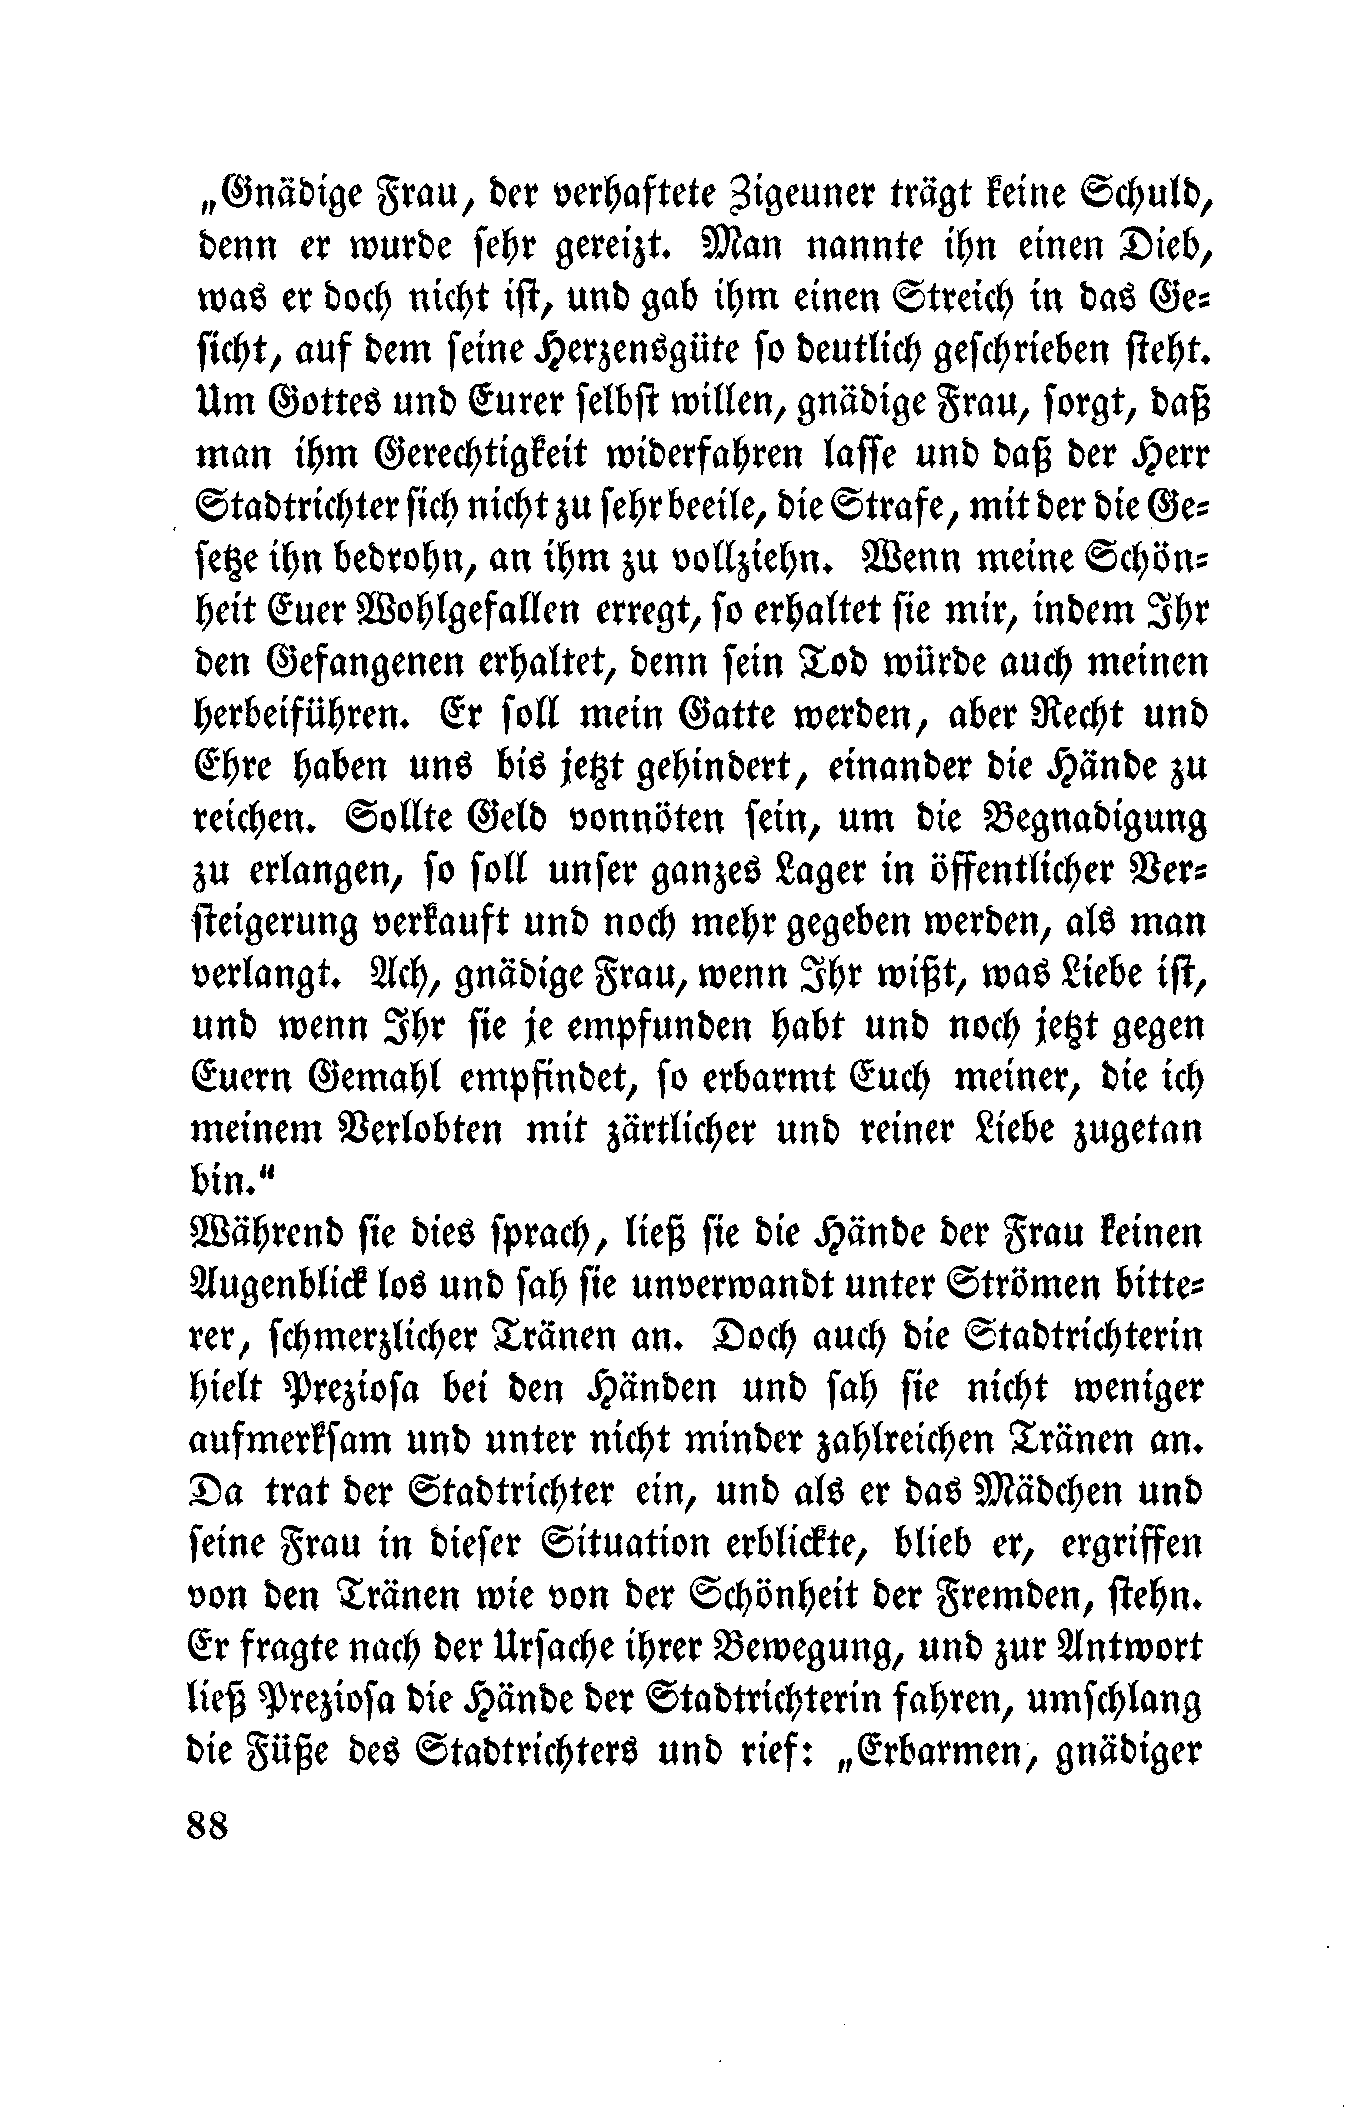 „Gnädige Frau, der verhaftete Zigeuner trägt keine Schuld,
denn er wurde sehr gereizt. Man nannte ihn einen Dieb,
was er doch nicht ist, und gab ihm einen Streich in das Ge-
sicht, auf dem seine Herzensgüte so deutlich geschrieben steht.
Um Gottes und Eurer selbst willen, gnädige Frau, sorgt, daß
man ihm Gerechtigkeit widerfahren lasse und daß der Herr
Stadtrichter sich nicht zu sehr beeile, die Strafe, mit der die Ge-
setze ihn bedrohn, an ihm zu vollziehn. Wenn meine Schön-
heit Euer Wohlgefallen erregt, so erhaltet sie mir, indem Ihr
den Gefangenen erhaltet, denn sein Tod würde auch meinen
herbeiführen. Er soll mein Gatte werden, aber Recht und
Ehre haben uns bis jetzt gehindert, einander die Hände zu
reichen. Sollte Geld vonnöten sein, um die Begnadigung
zu erlangen, so soll unser ganzes Lager in öffentlicher Ver-
steigerung verkauft und noch mehr gegeben werden, als man
verlangt. Ach, gnädige Frau, wenn Ihr wißt, was Liebe ist,
und wenn Ihr sie je empfunden habt und noch jetzt gegen
Euern Gemahl empfindet, so erbarmt Euch meiner, die ich
meinem Verlobten mit zärtlicher und reiner Liebe zugetan
bin.“
Während sie dies sprach, ließ sie die Hände der Frau keinen
Augenblick los und sah sie unverwandt unter Strömen bitte-
rer, schmerzlicher Tränen an. Doch auch die Stadtrichterin
hielt Preziosa bei den Händen und sah sie nicht weniger
aufmerksam und unter nicht minder zahlreichen Tränen an.
Da trat der Stadtrichter ein, und als er das Mädchen und
seine Frau in dieser Situation erblickte, blieb er, ergriffen
von den Tränen wie von der Schönheit der Fremden, stehn.
Er fragte nach der Ursache ihrer Bewegung, und zur Antwort
ließ Preziosa die Hände der Stadtrichterin fahren, umschlang
die Füße des Stadtrichters und rief: „Erbarmen, gnädiger
88